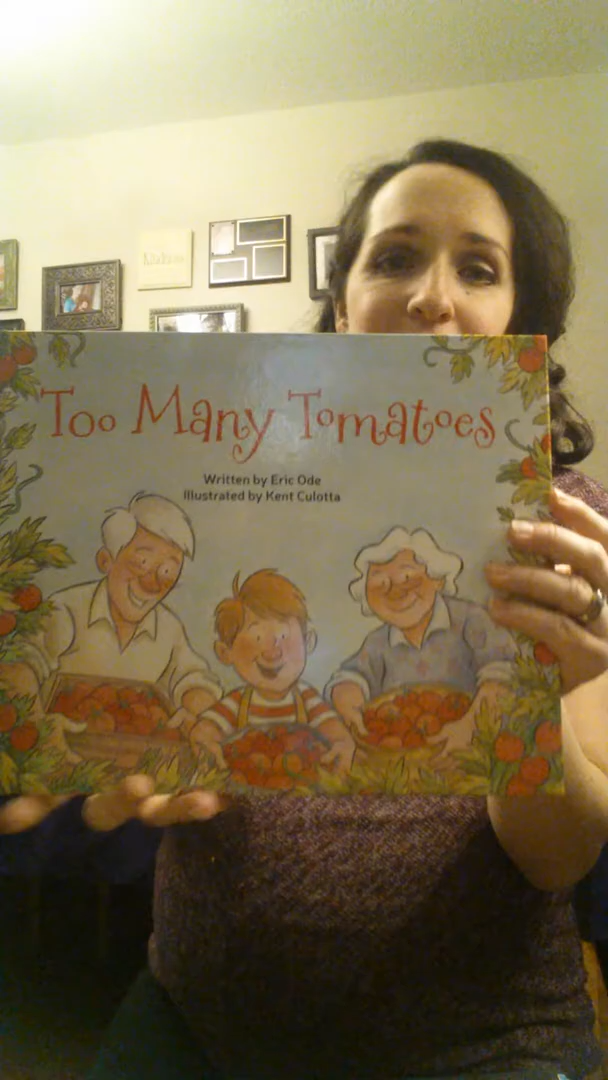 Too Many Tomatoes
Written by Eric Ode
Illustrated by Kent Culotta